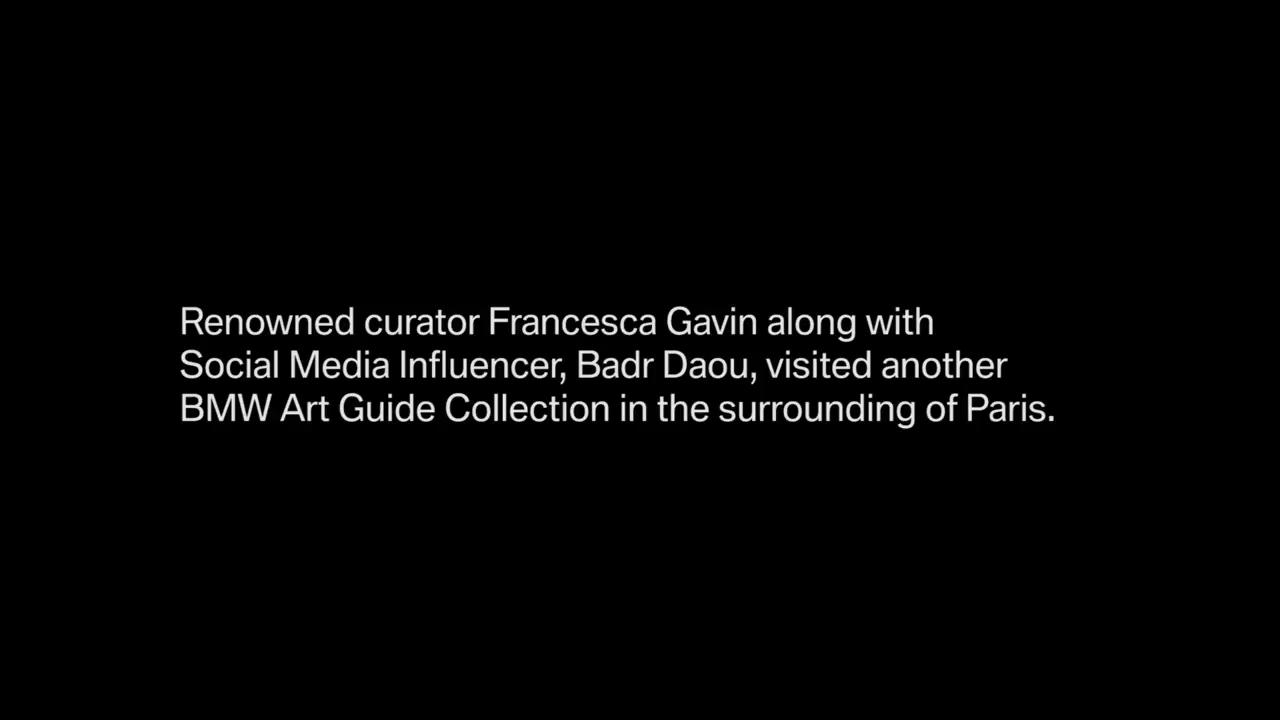 Renowned curator Francesca Gavin along with
Social Media Influencer, Badr Daou, visited another
BMW Art Guide Collection in the surrounding of Paris.